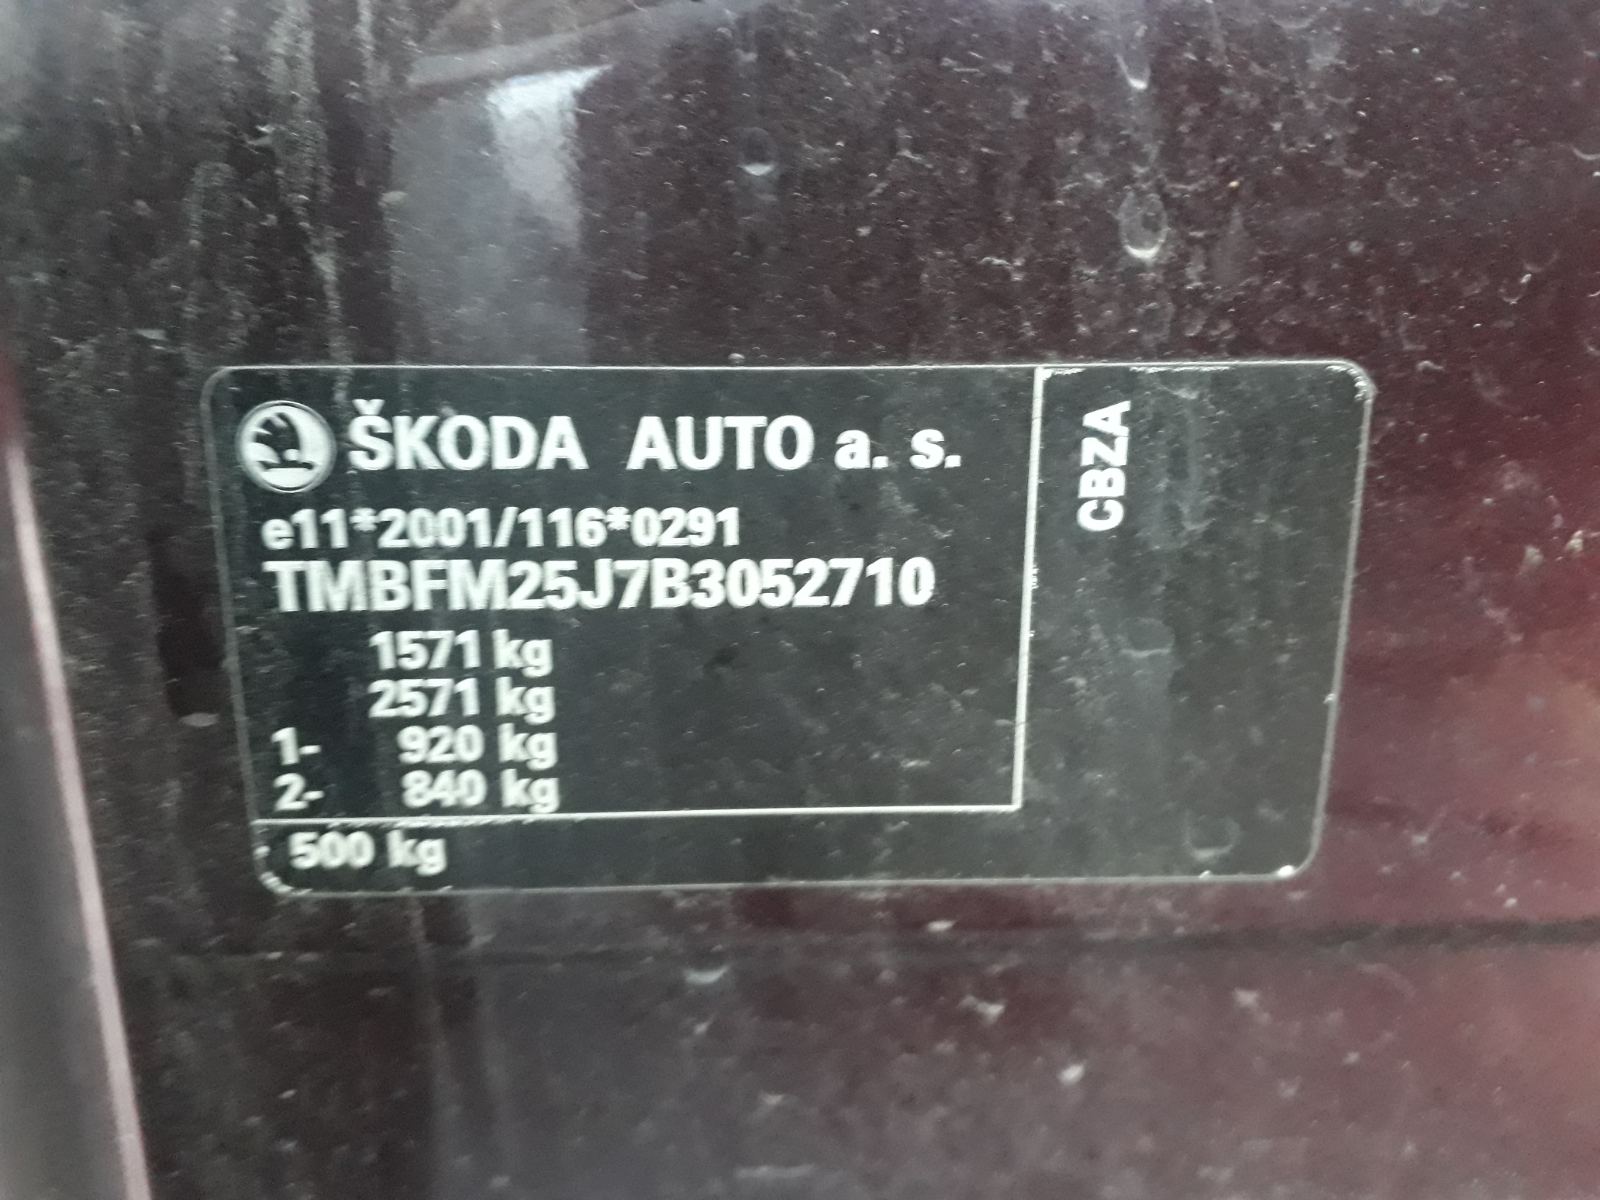 ŠKODA AUTO a. s.
e11*2001/116*0291
TMBFM25J7B3052710
1571 kg
2571 kg
1- 920 kg
2- 840 kg
500 kg
CBZA